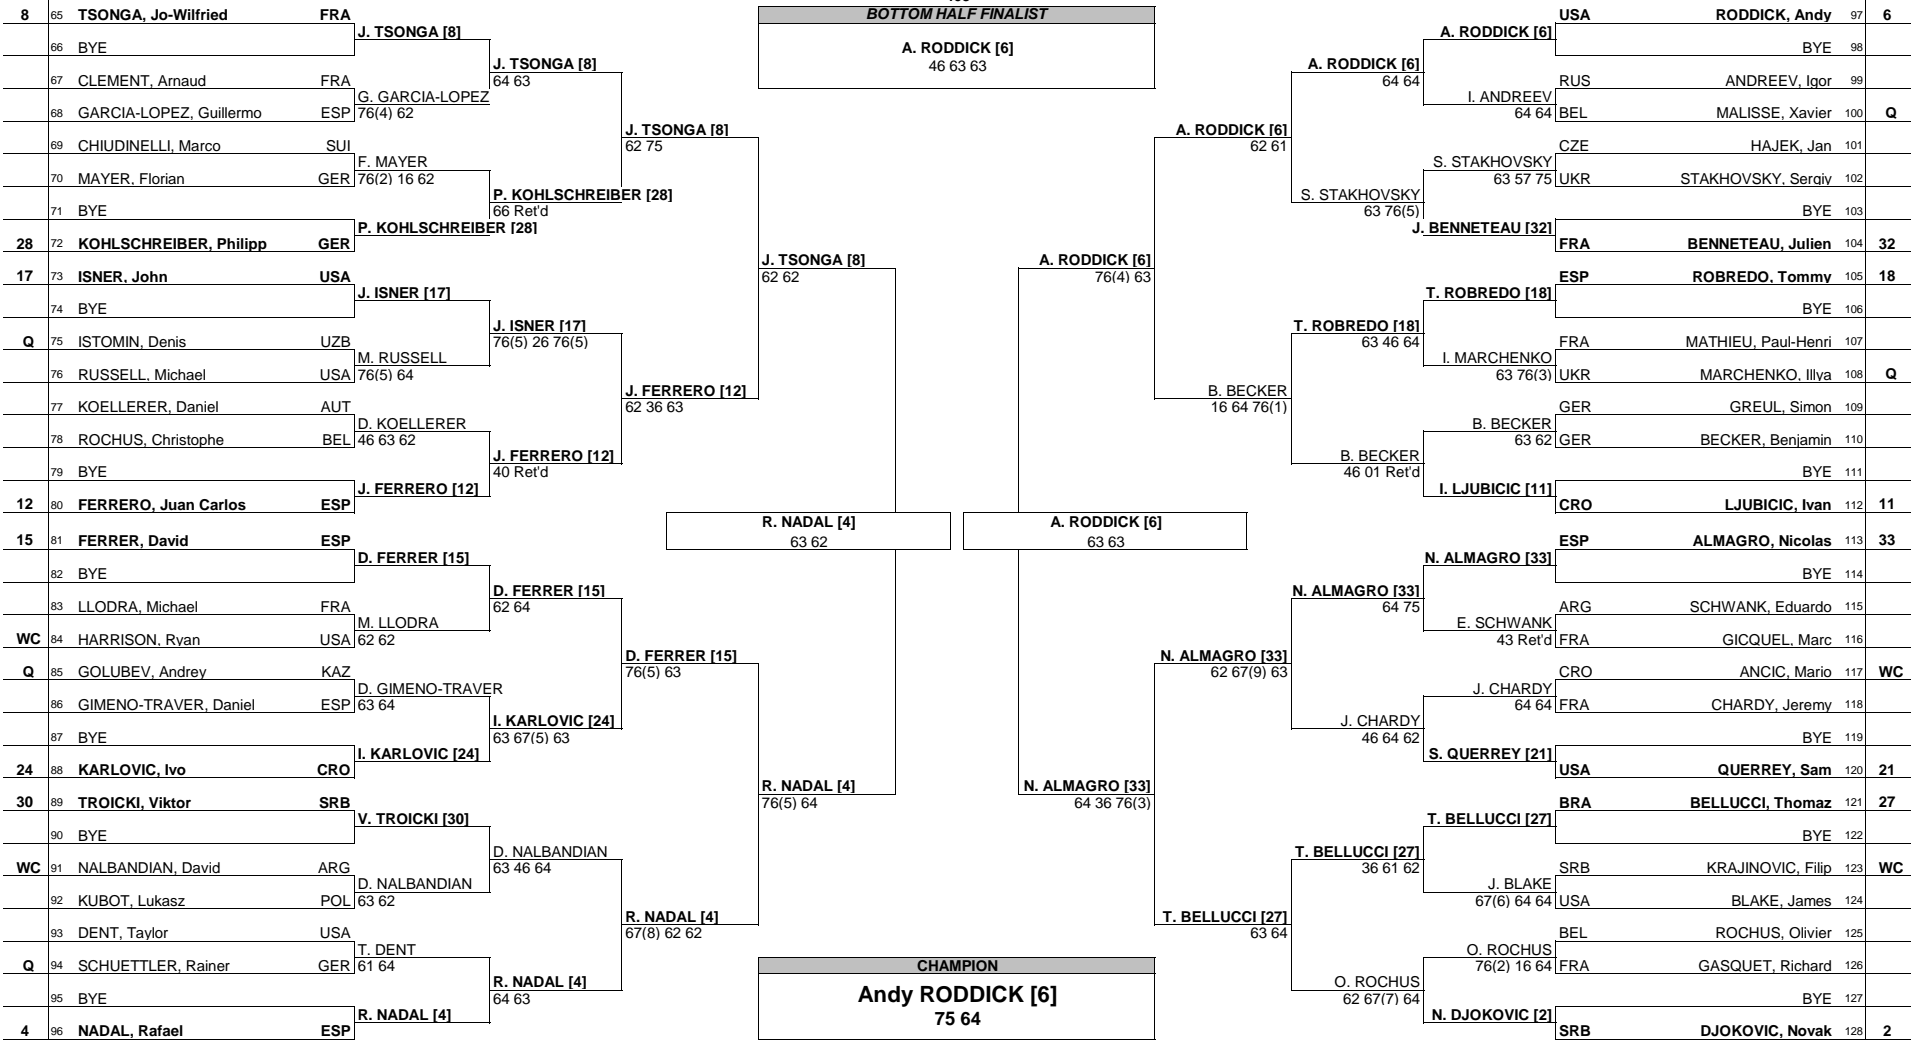 BOTTOM HALF FINALIST
A. RODDICK [6]
46 63 63
8 65 TSONGA, Jo-Wilfried FRA
66 BYE
67 CLEMENT, Arnaud FRA
68 GARCIA-LOPEZ, Guillermo ESP
69 CHIUDINELLI, Marco SUI
70 MAYER, Florian GER
71 BYE
28 72 KOHLSCHREIBER, Philipp GER
17 73 ISNER, John USA
74 BYE
Q 75 ISTOMIN, Denis UZB
76 RUSSELL, Michael USA
77 KOELLERER, Daniel AUT
78 ROCHUS, Christophe BEL
79 BYE
12 80 FERRERO, Juan Carlos ESP
15 81 FERRER, David ESP
82 BYE
83 LLODRA, Michael FRA
WC 84 HARRISON, Ryan USA
Q 85 GOLUBEV, Andrey KAZ
86 GIMENO-TRAVER, Daniel ESP
87 BYE
24 88 KARLOVIC, Ivo CRO
30 89 TROICKI, Viktor SRB
90 BYE
WC 91 NALBANDIAN, David ARG
92 KUBOT, Lukasz POL
93 DENT, Taylor USA
Q 94 SCHUETTLER, Rainer GER
95 BYE
4 96 NADAL, Rafael ESP
J. TSONGA [8]
G. GARCIA-LOPEZ
76(4) 62
F. MAYER
76(2) 16 62
P. KOHLSCHREIBER [28]
J. ISNER [17]
M. RUSSELL
76(5) 64
D. KOELLERER
46 63 62
J. FERRERO [12]
D. FERRER [15]
M. LLODRA
62 62
D. GIMENO-TRAVER
63 64
I. KARLOVIC [24]
V. TROICKI [30]
D. NALBANDIAN
63 62
T. DENT
61 64
R. NADAL [4]
J. TSONGA [8]
64 63
P. KOHLSCHREIBER [28]
66 Ret'd
J. ISNER [17]
76(5) 26 76(5)
J. FERRERO [12]
40 Ret'd
D. FERRER [15]
62 64
I. KARLOVIC [24]
63 67(5) 63
D. NALBANDIAN
63 46 64
R. NADAL [4]
64 63
J. TSONGA [8]
62 75
J. FERRERO [12]
62 36 63
D. FERRER [15]
76(5) 63
R. NADAL [4]
67(8) 62 62
J. TSONGA [8]
62 62
R. NADAL [4]
76(5) 64
R. NADAL [4]
63 62
A. RODDICK [6]
63 63
A. RODDICK [6]
76(4) 63
N. ALMAGRO [33]
64 36 76(3)
A. RODDICK [6]
62 61
B. BECKER
16 64 76(1)
N. ALMAGRO [33]
62 67(9) 63
T. BELLUCCI [27]
63 64
A. RODDICK [6]
64 64
S. STAKHOVSKY
63 76(5)
T. ROBREDO [18]
63 46 64
B. BECKER
46 01 Ret'd
N. ALMAGRO [33]
64 75
J. CHARDY
46 64 62
T. BELLUCCI [27]
36 61 62
O. ROCHUS
62 67(7) 64
A. RODDICK [6]
I. ANDREEV
64 64
S. STAKHOVSKY
63 57 75
J. BENNETEAU [32]
T. ROBREDO [18]
I. MARCHENKO
63 76(3)
B. BECKER
63 62
I. LJUBICIC [11]
N. ALMAGRO [33]
E. SCHWANK
43 Ret'd
J. CHARDY
64 64
S. QUERREY [21]
T. BELLUCCI [27]
J. BLAKE
67(6) 64 64
O. ROCHUS
76(2) 16 64
N. DJOKOVIC [2]
USA RODDICK, Andy 97 6
BYE 98
RUS ANDREEV, Igor 99
BEL MALISSE, Xavier 100 Q
CZE HAJEK, Jan 101
UKR STAKHOVSKY, Sergiy 102
BYE 103
FRA BENNETEAU, Julien 104 32
ESP ROBREDO, Tommy 105 18
BYE 106
FRA MATHIEU, Paul-Henri 107
UKR MARCHENKO, Illya 108 Q
GER GREUL, Simon 109
GER BECKER, Benjamin 110
BYE 111
CRO LJUBICIC, Ivan 112 11
ESP ALMAGRO, Nicolas 113 33
BYE 114
ARG SCHWANK, Eduardo 115
FRA GICQUEL, Marc 116
CRO ANCIC, Mario 117 WC
FRA CHARDY, Jeremy 118
BYE 119
USA QUERREY, Sam 120 21
BRA BELLUCCI, Thomaz 121 27
BYE 122
SRB KRAJINOVIC, Filip 123 WC
USA BLAKE, James 124
BEL ROCHUS, Olivier 125
FRA GASQUET, Richard 126
BYE 127
SRB DJOKOVIC, Novak 128 2
CHAMPION
Andy RODDICK [6]
75 64